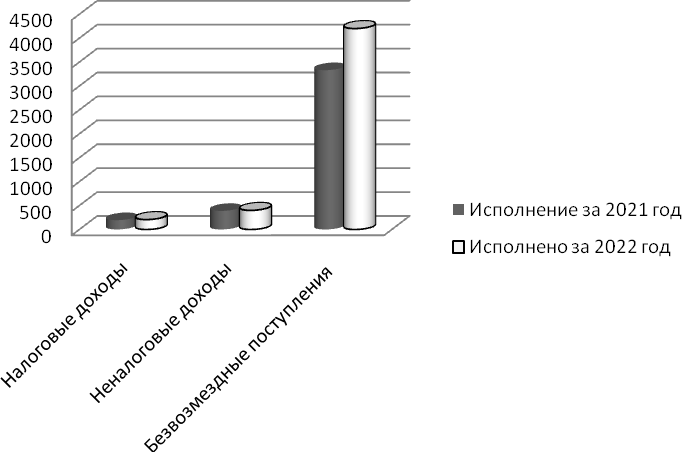 4500
4000
3500
3000
2500
2000
1500
1000
500
0
Налоговые доходы
Неналоговые доходы
Безвозмездные поступления
Исполнение за 2021 год
Исполнено за 2022 год